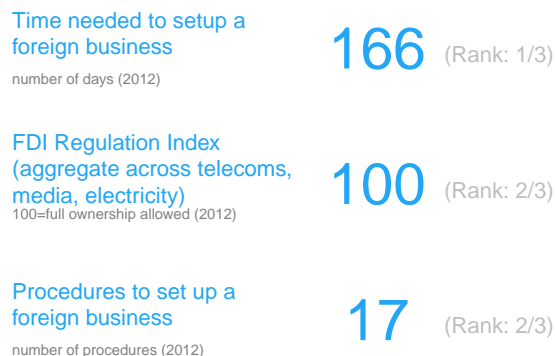 Time needed to setup a
foreign business
166 (Rank: 1/3)
number of days (2012)
FDI Regulation Index
(aggregate across telecoms,
media, electricity)
100 (Rank: 2/3)
100=full ownership allowed (2012)
Procedures to set up a
foreign business
17 (Rank: 2/3)
number of procedures (2012)